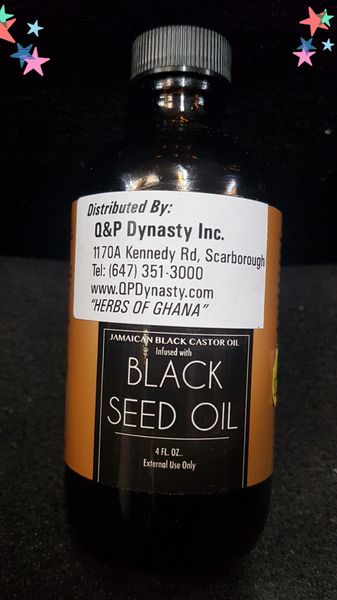 Distributed By:
Q&P Dynasty Inc.
1170A Kennedy Rd, Scarborough
Tel: (647) 351-3000
www.QPDynasty.com
"HERBS OF GHANA"
JAMAICAN BLACK CASTOR OIL
Infused with
BLACK
SEED OIL
4 FL. OZ..
External Use Only